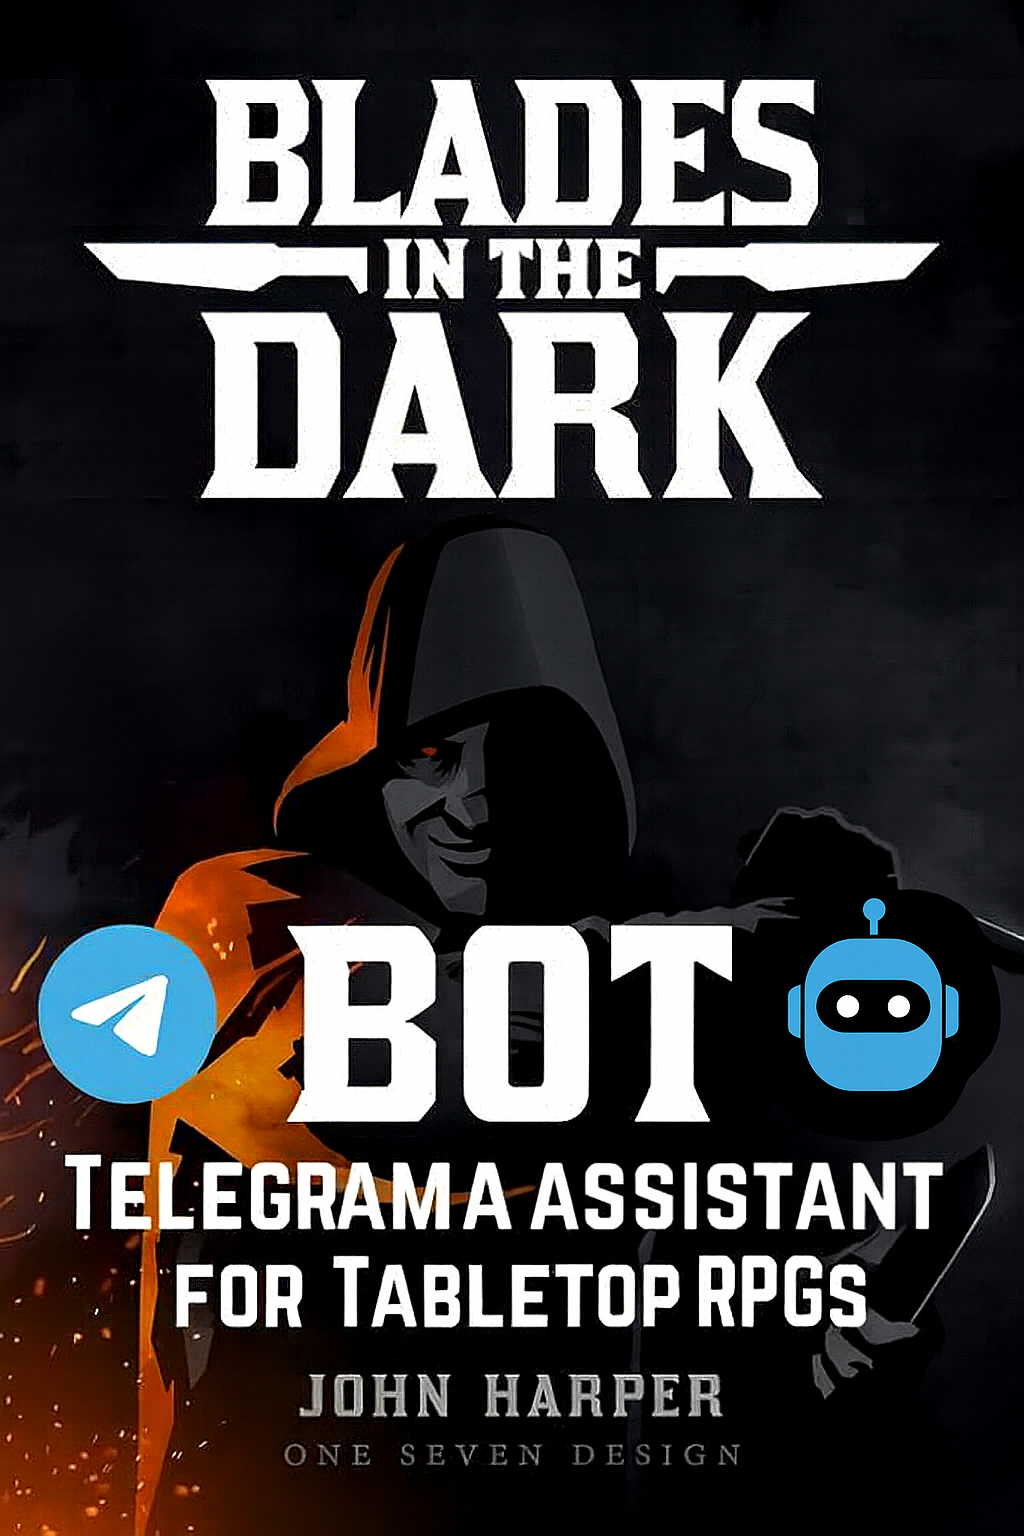 BLADES
IN THE
DARK
BOT
TELEGRAMA ASSISTANT
FOR TABLETOP RPGS
JOHN HARPER
ONE SEVEN DESIGN